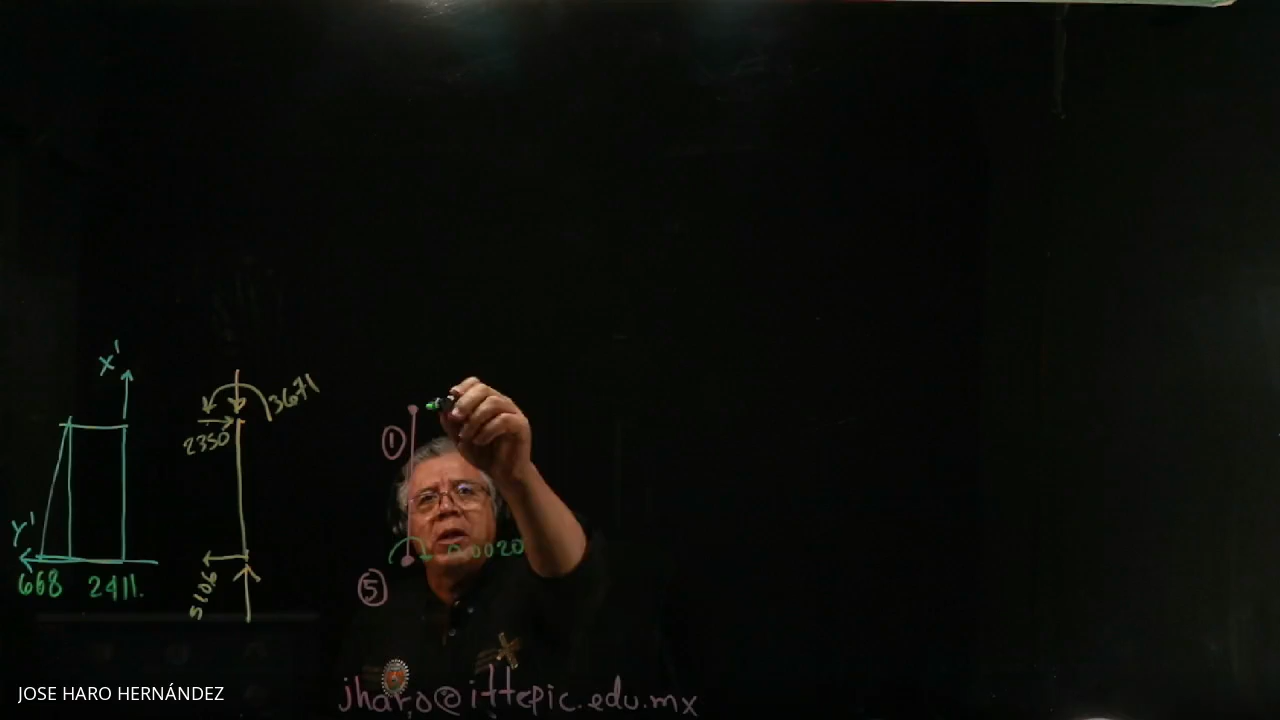 X'
Y'
668 2411.
3671
2350
5106
①
0.0020
⑤
jharo@ittepic.edu.mx
JOSE HARO HERNÁNDEZ